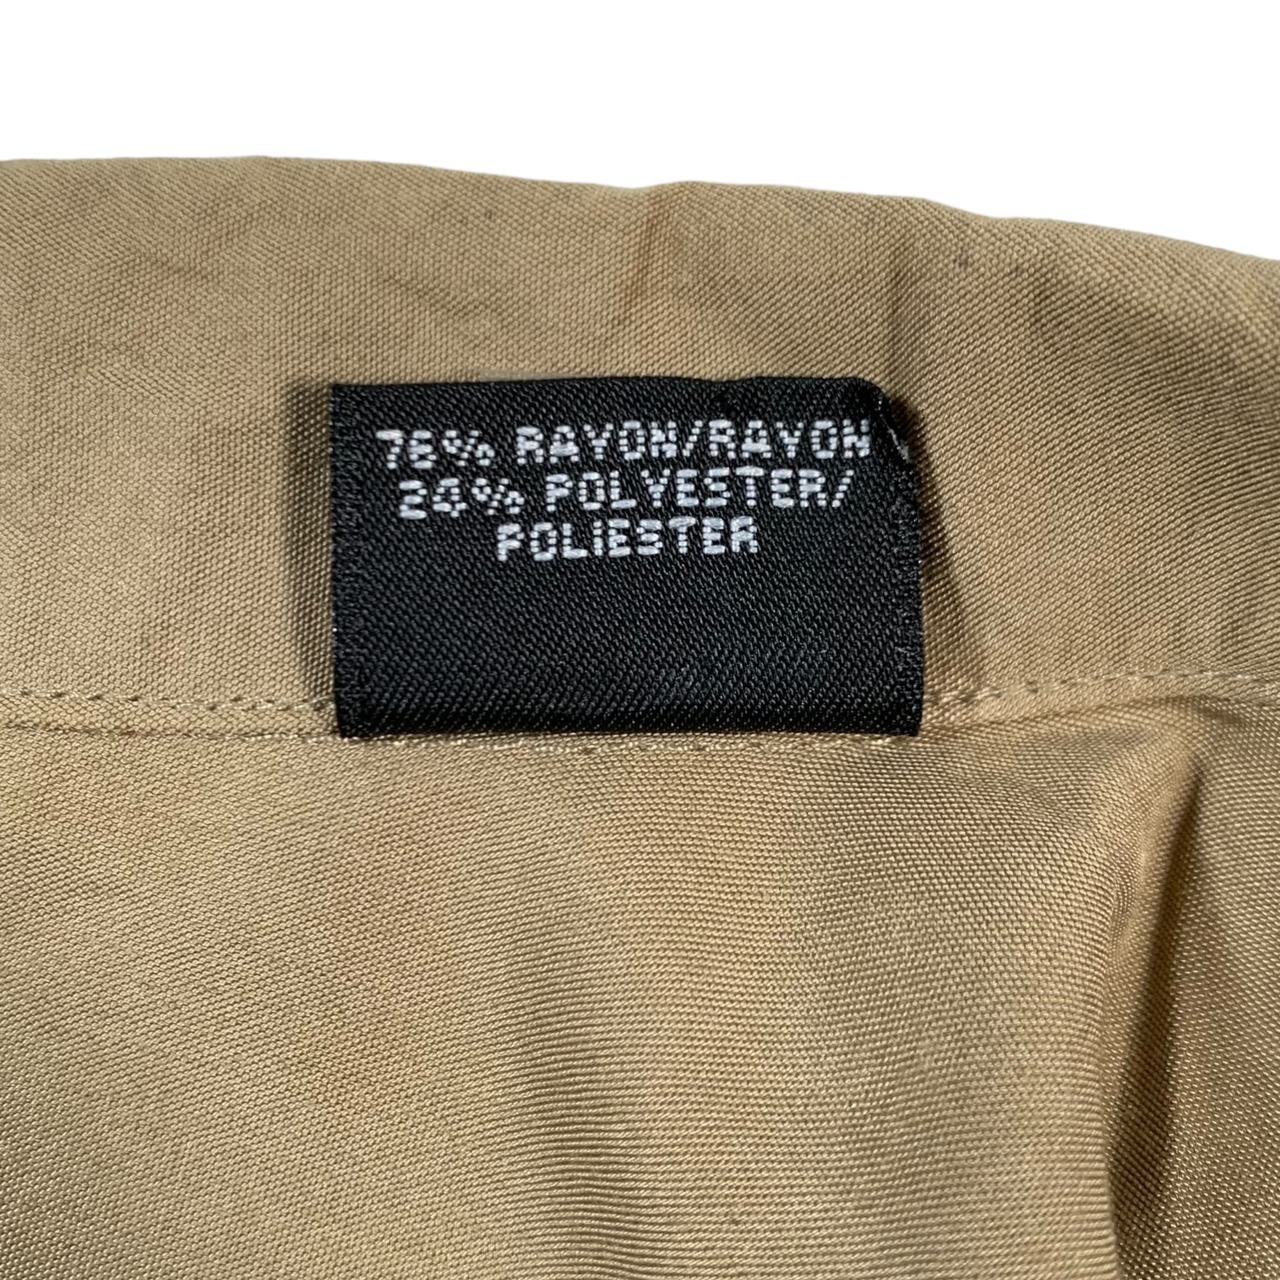 76% RAYON/RAYON
24% POLYESTER/
POLIESTER